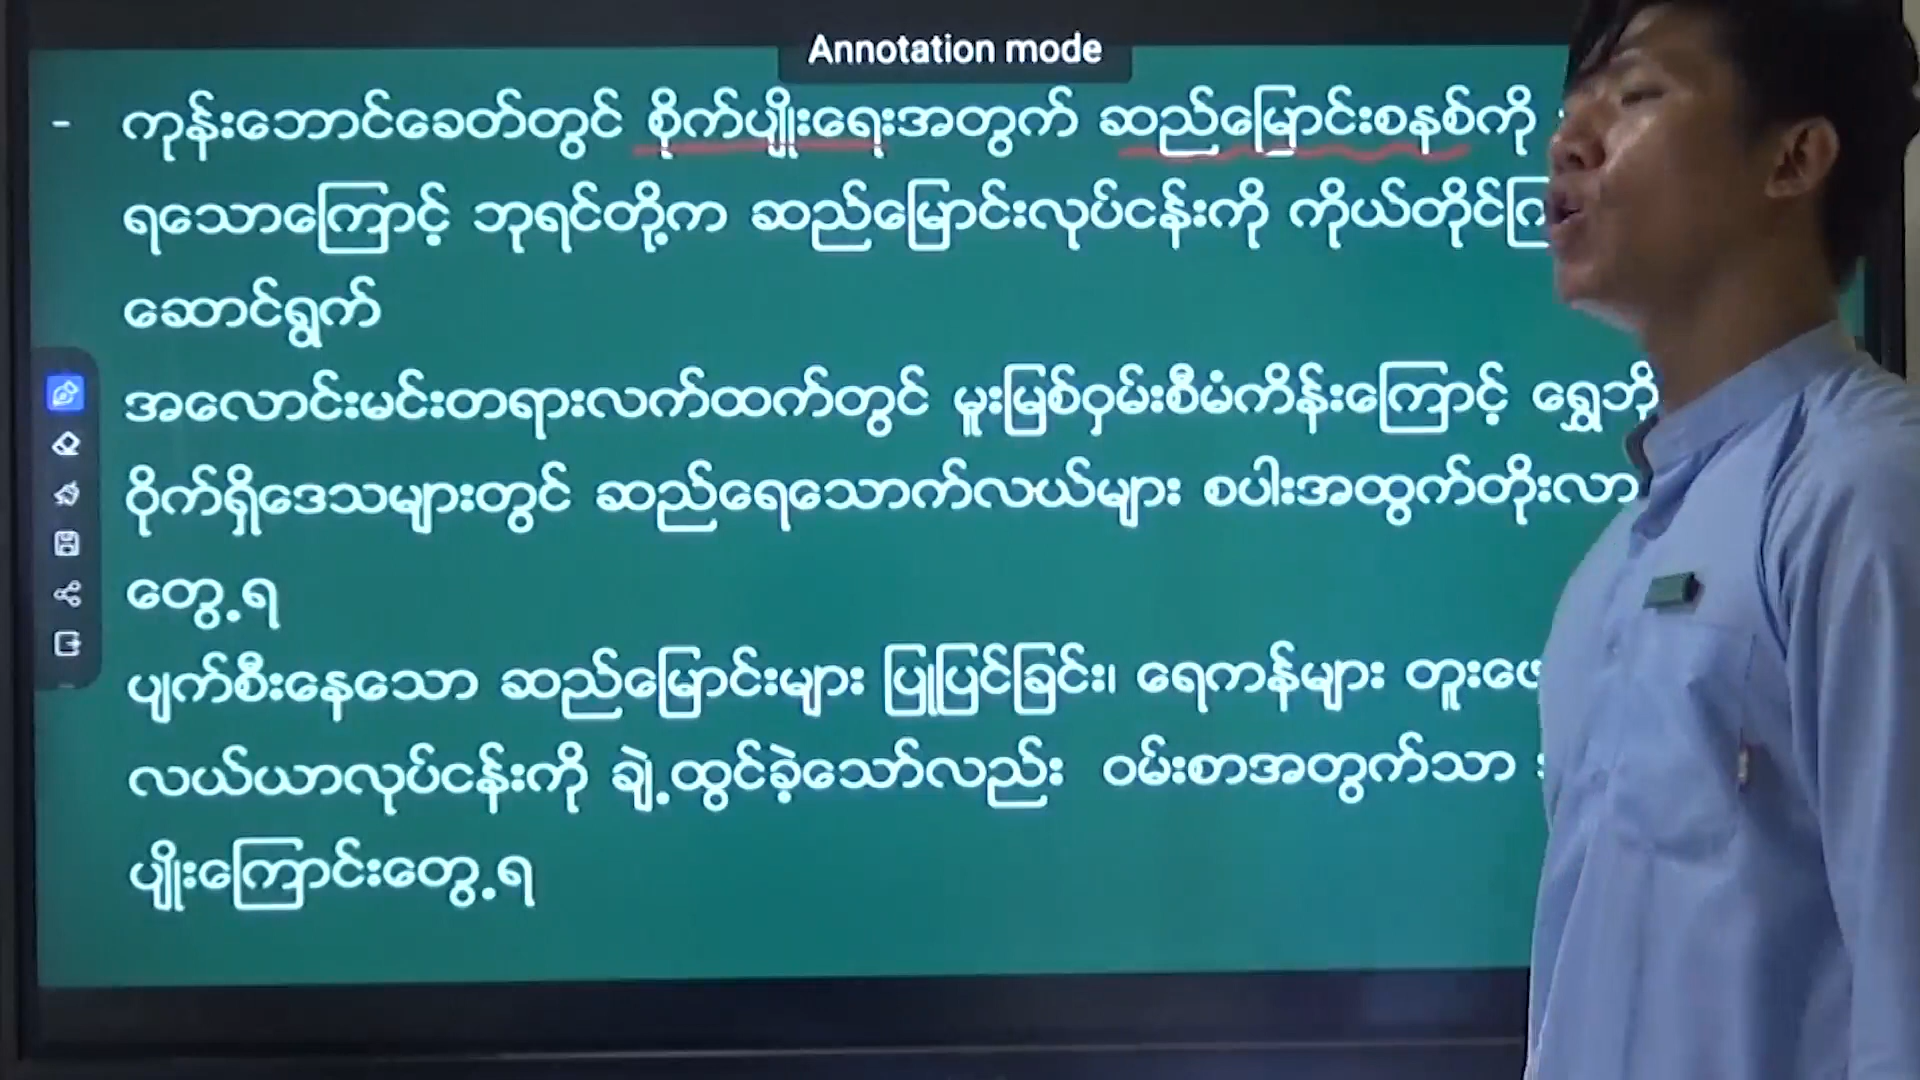 Annotation mode
- ကုန်းဘောင်ခေတ်တွင် စိုက်ပျိုးရေးအတွက် ဆည်မြောင်းစနစ်ကို
ရသောကြောင့် ဘုရင်တို့က ဆည်မြောင်းလုပ်ငန်းကို ကိုယ်တိုင်
ဆောင်ရွက်
အလောင်းမင်းတရားလက်ထက်တွင် မူးမြစ်ဝှမ်းစီမံကိန်းကြောင့် ရွှေဘို
ဝိုက်ရှိဒေသများတွင် ဆည်ရေသောက်လယ်များ စပါးအထွက်တိုးလာ
တွေ့ရ
ပျက်စီးနေသော ဆည်မြောင်းများ ပြုပြင်ခြင်း၊ ရေကန်များ
လယ်ယာလုပ်ငန်းကို ချဲ့ထွင်ခဲ့သော်လည်း ဝမ်းစာအတွက်သာ
ပျိုးကြောင်းတွေ့ရ